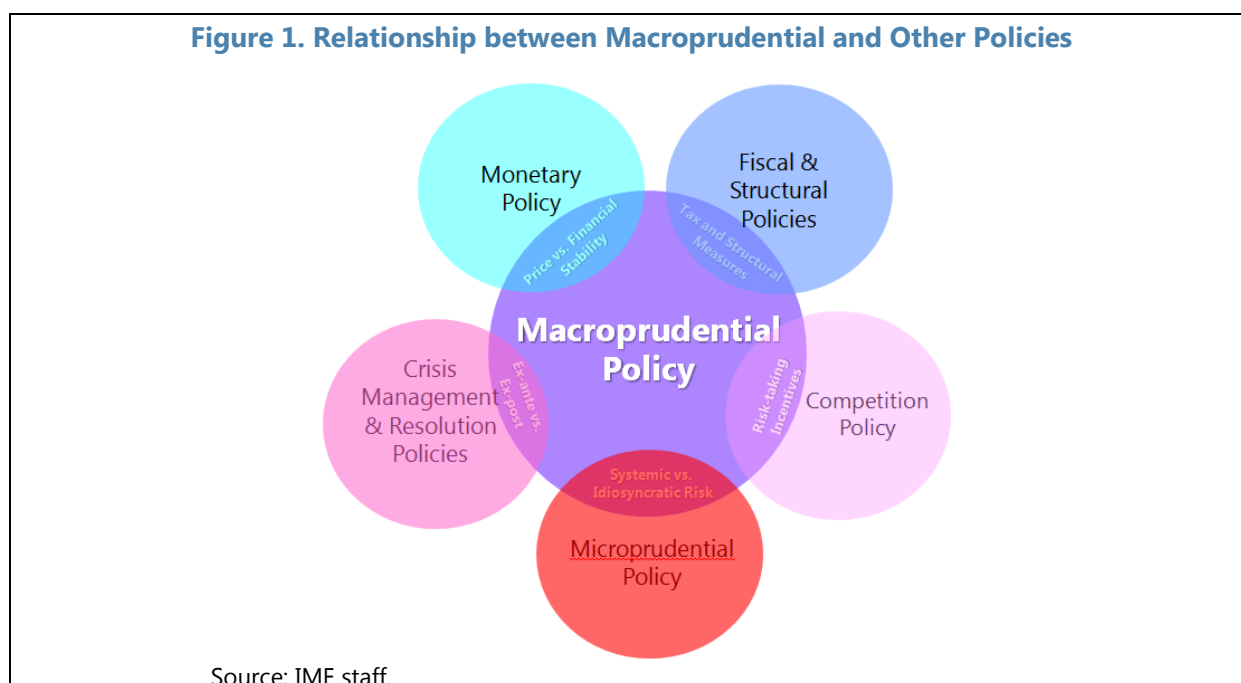 Figure 1. Relationship between Macroprudential and Other Policies
Monetary
Policy
Fiscal &
Structural
Policies
Price vs. Financial
Stability
Tax and Structural
Measures
Macroprudential
Policy
Crisis
Management
& Resolution
Policies
Ex-ante vs.
Ex-post
Risk-taking
Incentives
Competition
Policy
Systemic vs.
Idiosyncratic Risk
Microprudential
Policy
Source: IMF staff.